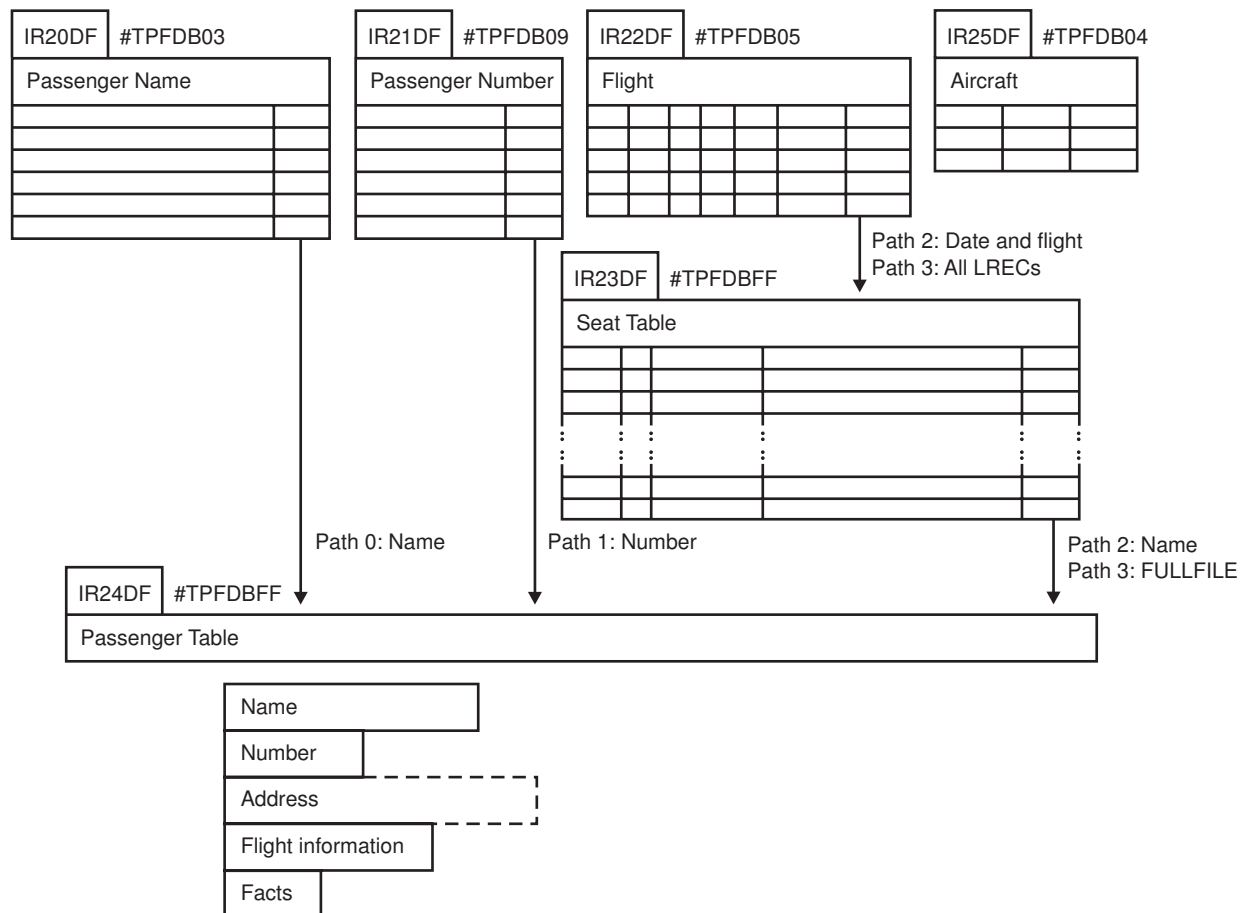 IR20DF #TPFDB03
Passenger Name
IR21DF #TPFDB09
Passenger Number
IR22DF #TPFDB05
Flight
IR25DF #TPFDB04
Aircraft
Path 2: Date and flight
Path 3: All LRECs
IR23DF #TPFDBFF
Seat Table
Path 0: Name
Path 1: Number
Path 2: Name
Path 3: FULLFILE
IR24DF #TPFDBFF
Passenger Table
Name
Number
Address
Flight information
Facts